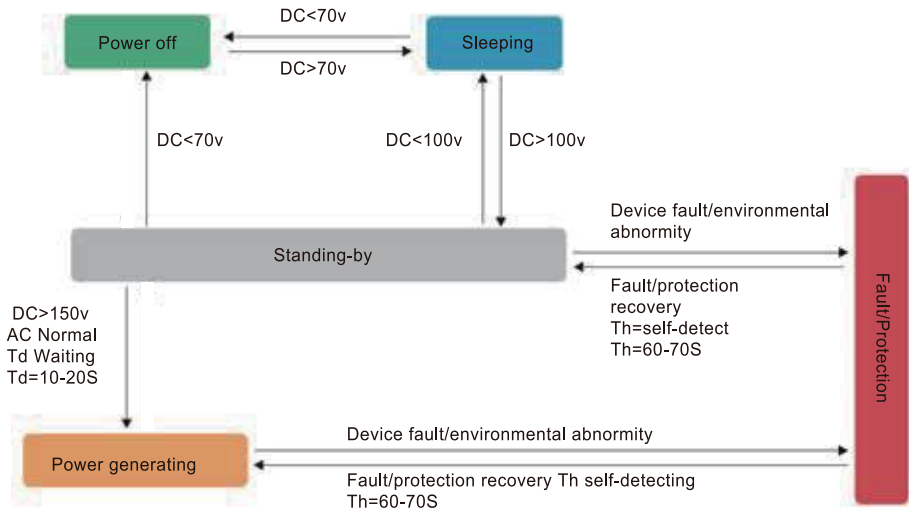 DC<70v
Power off
Sleeping
DC>70v
DC<70v
DC<100v
DC>100v
Device fault/environmental
abnormity
Standing-by
Fault/protection
recovery
Th=self-detect
Th=60-70S
Fault/Protection
DC>150v
AC Normal
Td Waiting
Td=10-20S
Device fault/environmental abnormity
Power generating
Fault/protection recovery Th self-detecting
Th=60-70S